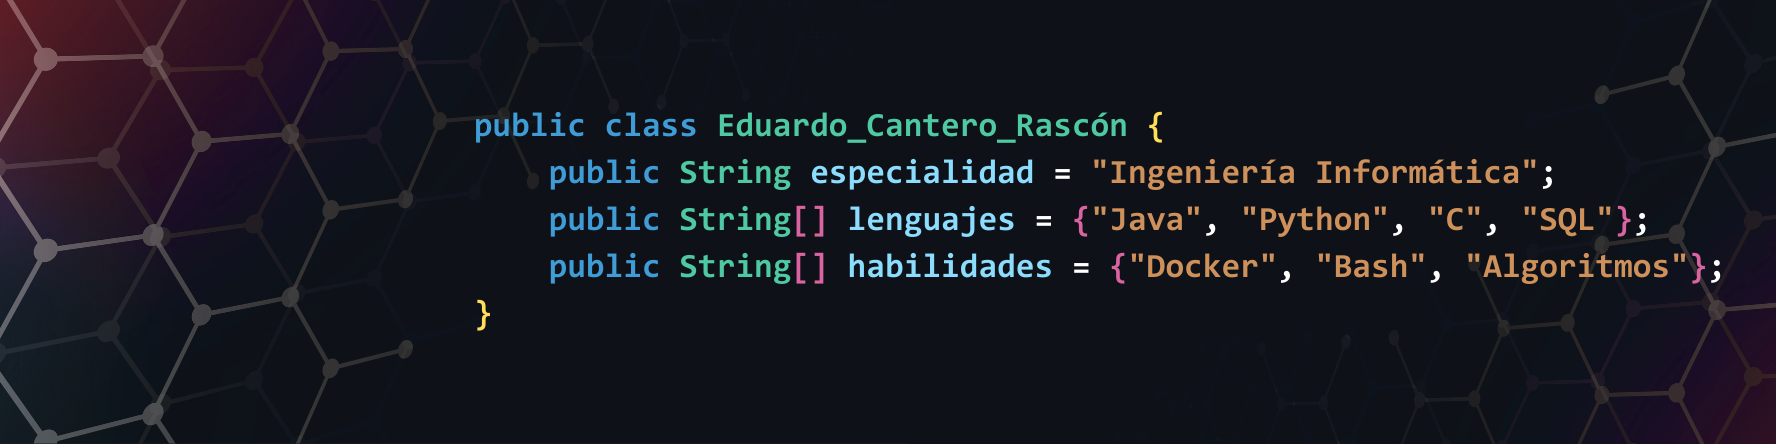 public class Eduardo_Cantero_Rascón {
    public String especialidad = "Ingeniería Informática";
    public String[] lenguajes = {"Java", "Python", "C", "SQL"};
    public String[] habilidades = {"Docker", "Bash", "Algoritmos"};
}